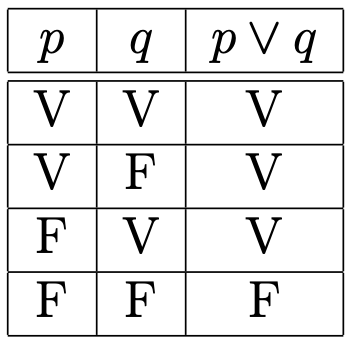 p q p ∨ q
V V V
V F V
F V V
F F F